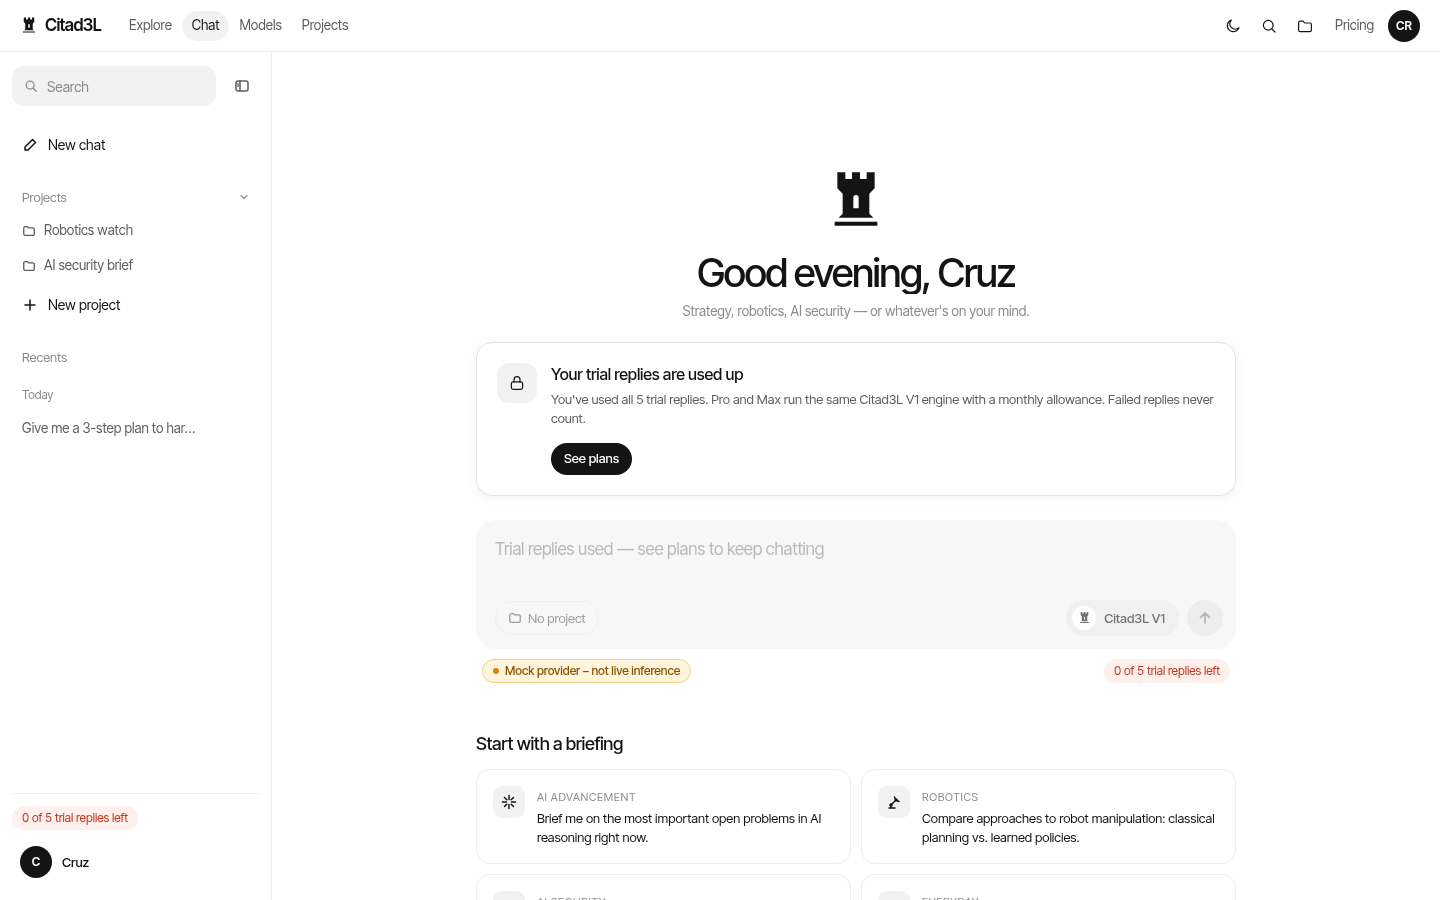 Citad3L
Explore
Chat
Models
Projects
Pricing
CR
Search
New chat
Projects
Robotics watch
AI security brief
New project
Recents
Today
Give me a 3-step plan to har...
0 of 5 trial replies left
C
Cruz
Good evening, Cruz
Strategy, robotics, AI security — or whatever's on your mind.
Your trial replies are used up
You've used all 5 trial replies. Pro and Max run the same Citad3L V1 engine with a monthly allowance. Failed replies never
count.
See plans
Trial replies used — see plans to keep chatting
No project
Citad3L V1
Mock provider – not live inference
0 of 5 trial replies left
Start with a briefing
AI ADVANCEMENT
Brief me on the most important open problems in AI
reasoning right now.
ROBOTICS
Compare approaches to robot manipulation: classical
planning vs. learned policies.